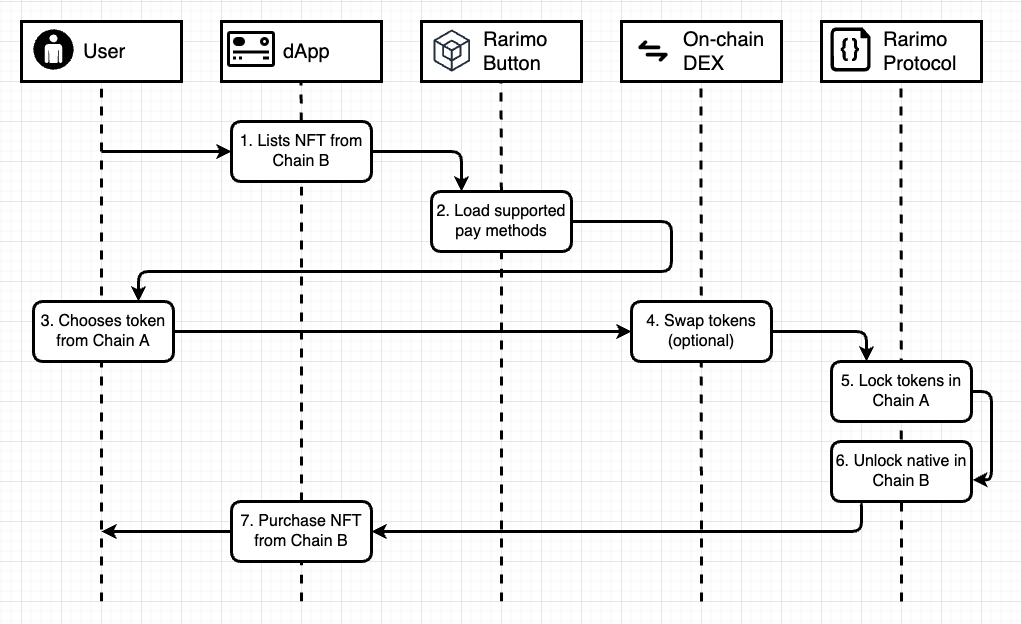 User
dApp
Rarimo
Button
On-chain
DEX
{}
Rarimo
Protocol
1. Lists NFT from
Chain B
2. Load supported
pay methods
3. Chooses token
from Chain A
4. Swap tokens
(optional)
5. Lock tokens in
Chain A
6. Unlock native in
Chain B
7. Purchase NFT
from Chain B